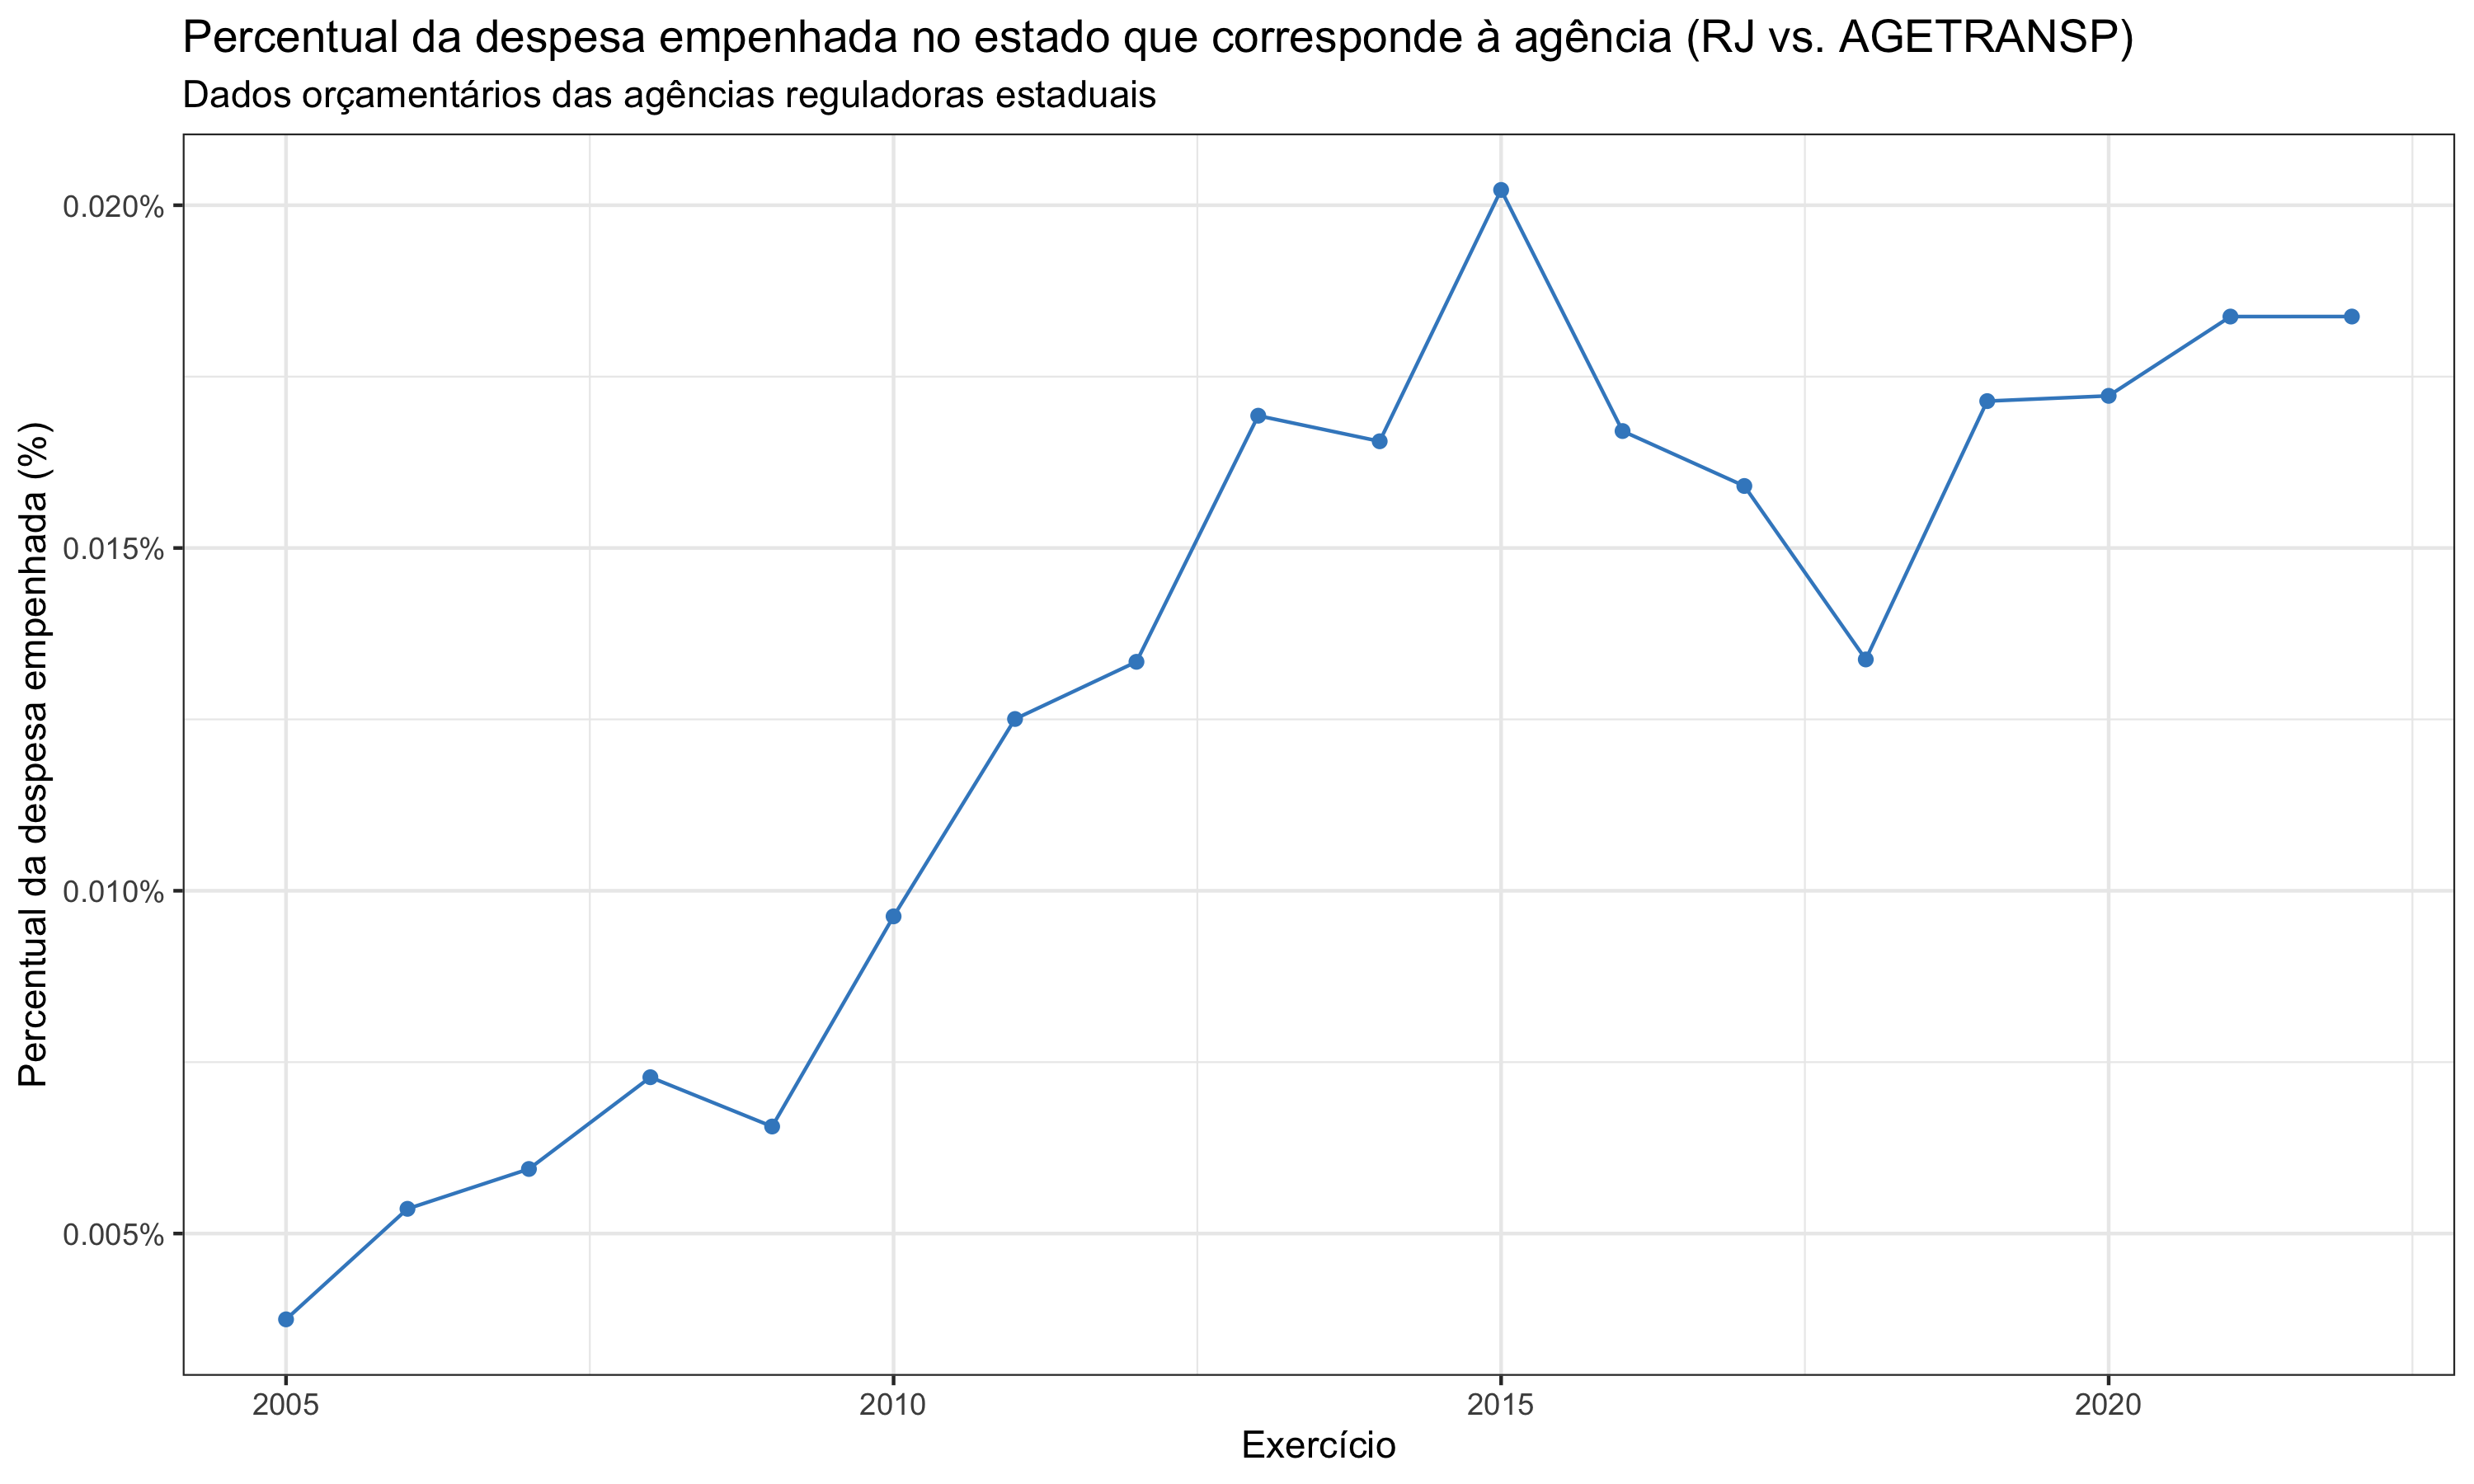 Percentual da despesa empenhada no estado que corresponde à agência (RJ vs. AGETRANSP)
Dados orçamentários das agências reguladoras estaduais
Percentual da despesa empenhada (%)
0.020%
0.015%
0.010%
0.005%
2005
2010
2015
2020
Exercício